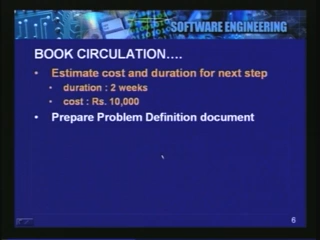 SOFTWARE ENGINEERING
BOOK CIRCULATION....
• Estimate cost and duration for next step
• duration : 2 weeks
• cost : Rs. 10,000
• Prepare Problem Definition document
6